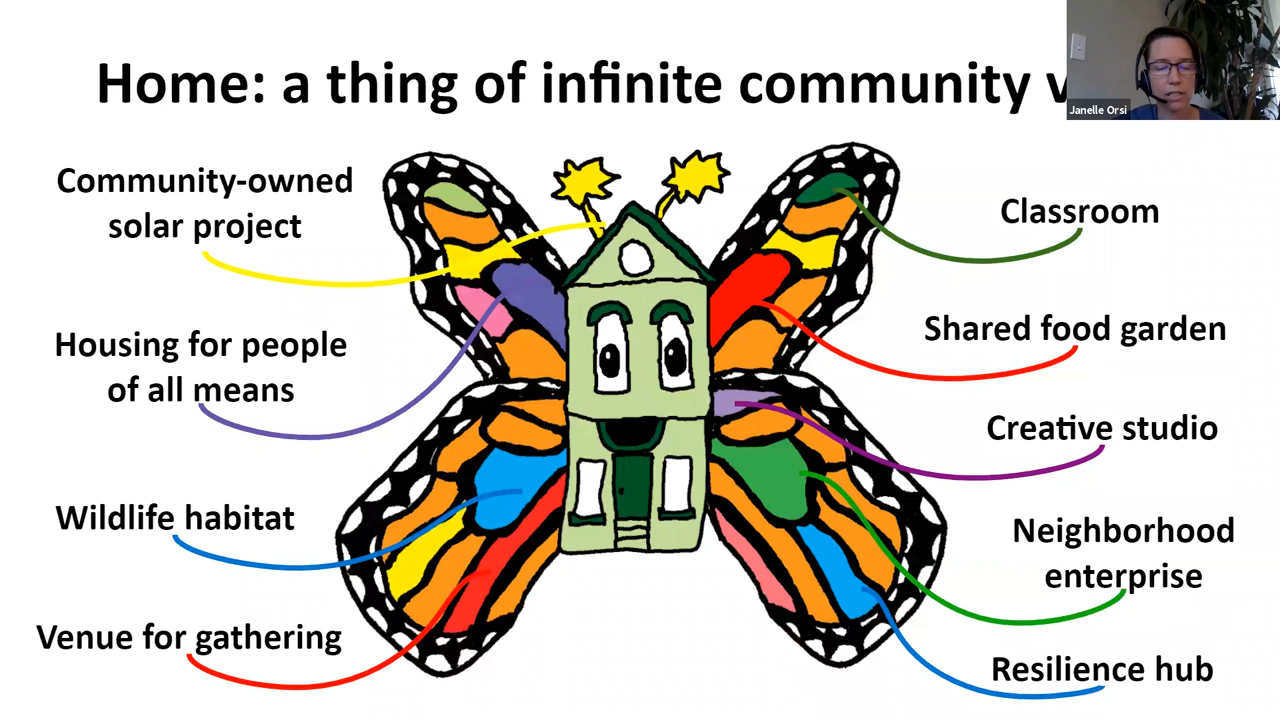 Home: a thing of infinite community
Janelle Orsi
Community-owned
solar project
Classroom
Housing for people
of all means
Shared food garden
Creative studio
Wildlife habitat
Neighborhood
enterprise
Venue for gathering
Resilience hub